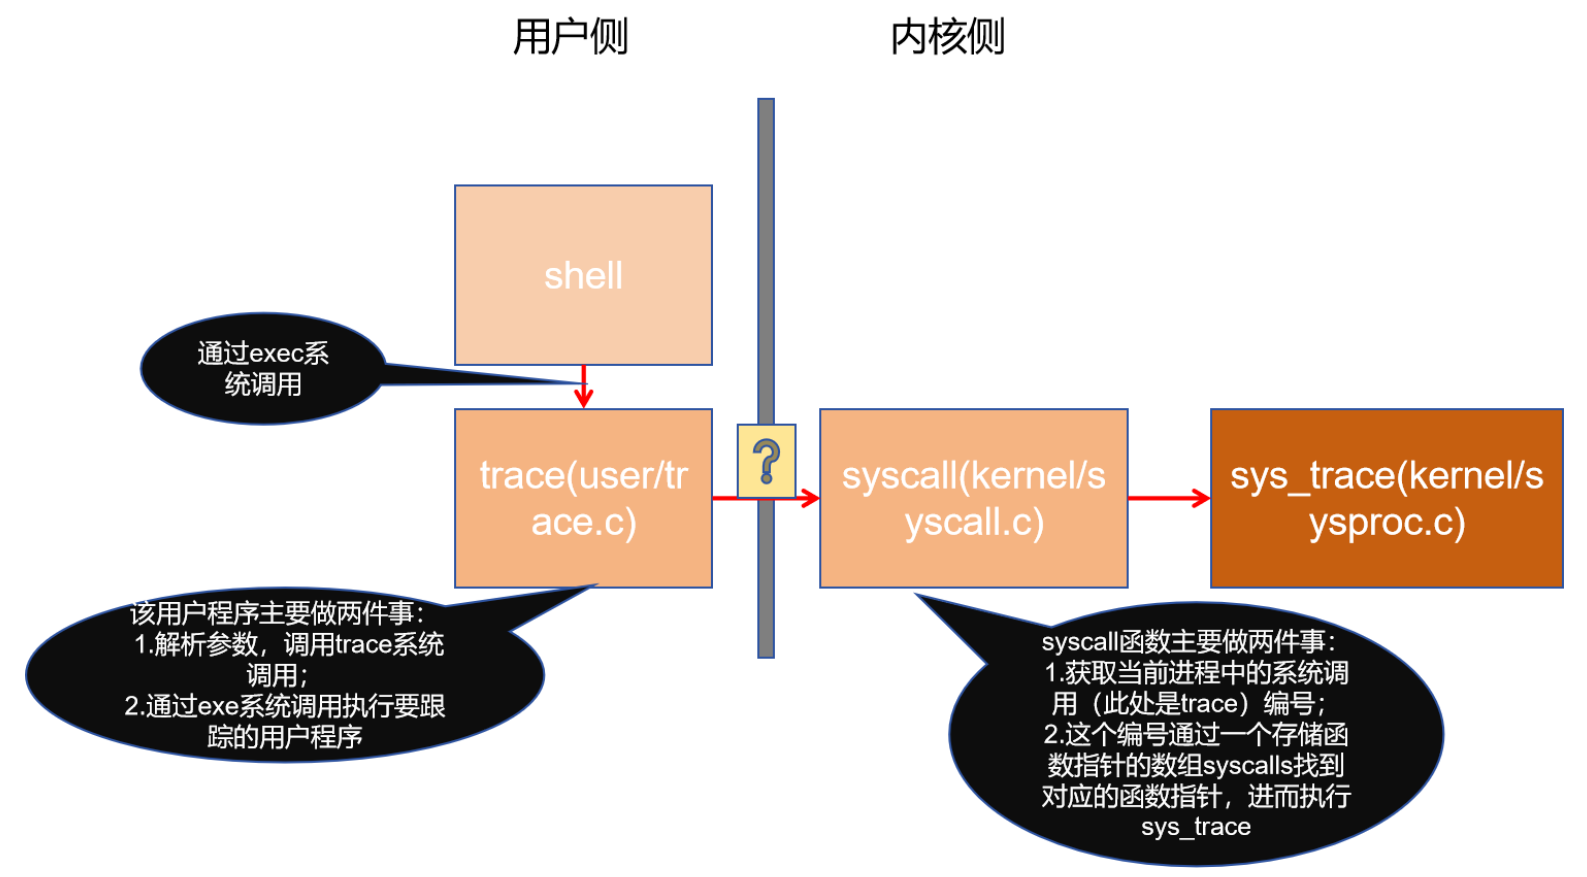 用户侧
内核侧
shell
通过exec系
统调用
trace(user/tr
ace.c)
?
syscall(kernel/s
yscall.c)
sys_trace(kernel/s
ysproc.c)
该用户程序主要做两件事：
1.解析参数，调用trace系统
调用；
2.通过exe系统调用执行要跟
踪的用户程序
syscall函数主要做两件事：
1.获取当前进程中的系统调
用（此处是trace）编号；
2.这个编号通过一个存储函
数指针的数组syscalls找到
对应的函数指针，进而执行
sys_trace